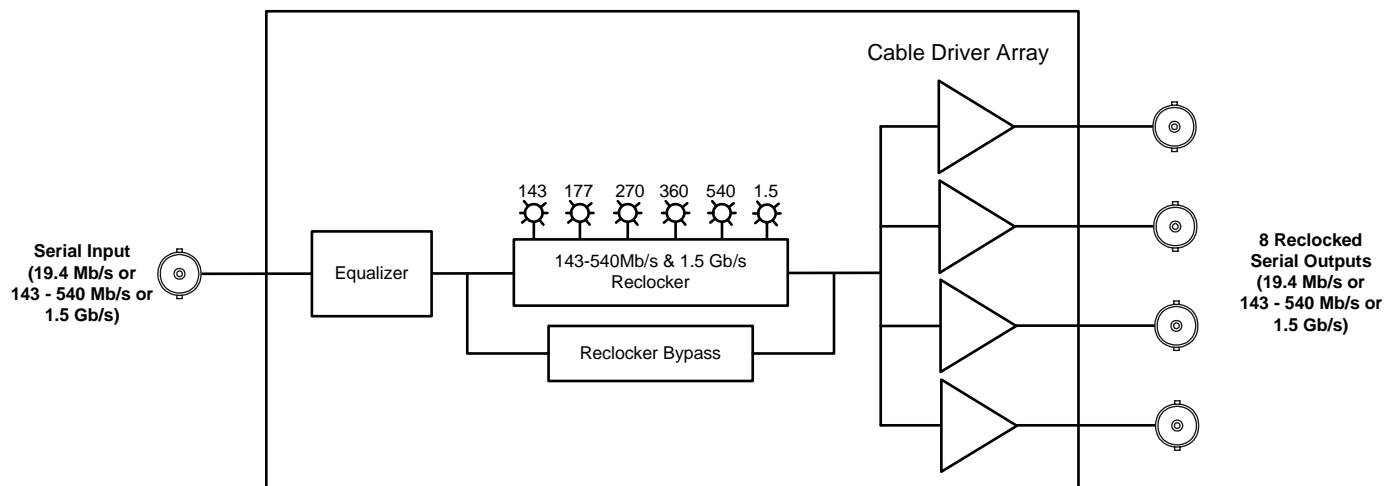 Cable Driver Array
143 177 270 360 540 1.5
Serial Input
(19.4 Mb/s or
143 - 540 Mb/s or
1.5 Gb/s)
Equalizer
143-540Mb/s & 1.5 Gb/s
Reclocker
Reclocker Bypass
8 Reclocked
Serial Outputs
(19.4 Mb/s or
143 - 540 Mb/s or
1.5 Gb/s)